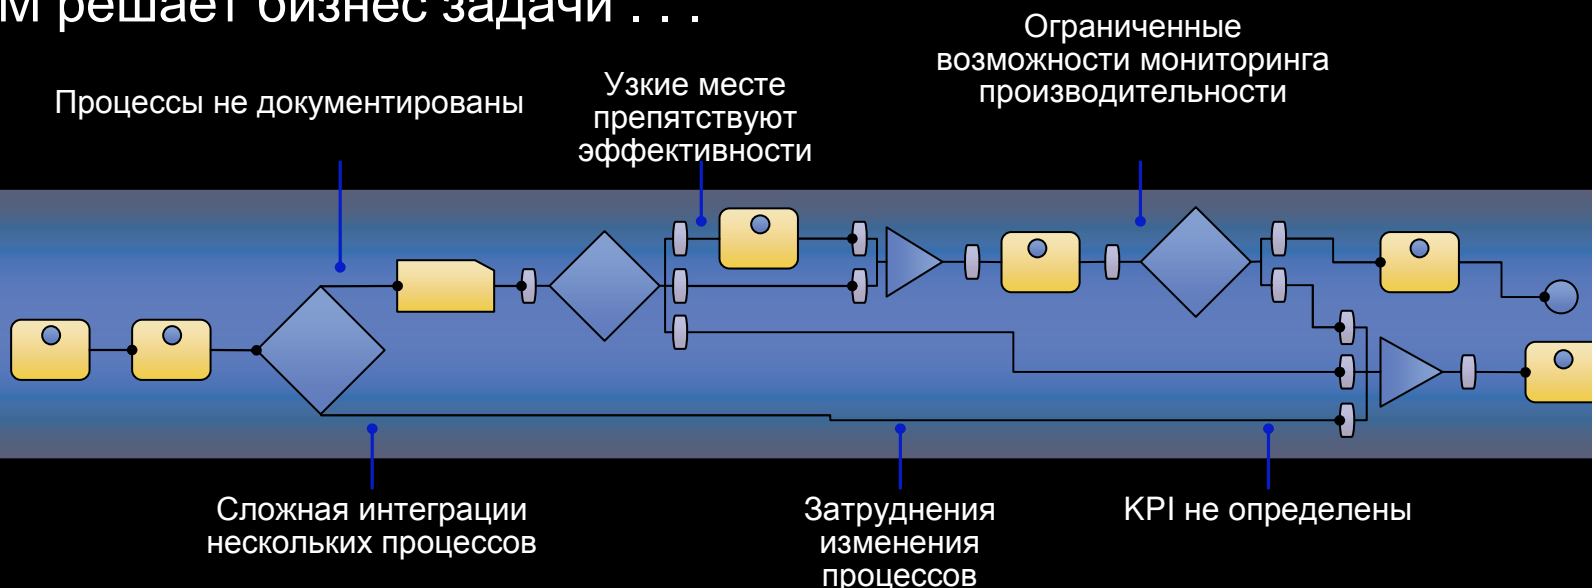 М решает бизнес задачи . . .
Процессы не документированы
Узкие месте
препятствуют
эффективности
Ограниченные
возможности мониторинга
производительности
Сложная интеграции
нескольких процессов
Затруднения
изменения
процессов
KPI не определены